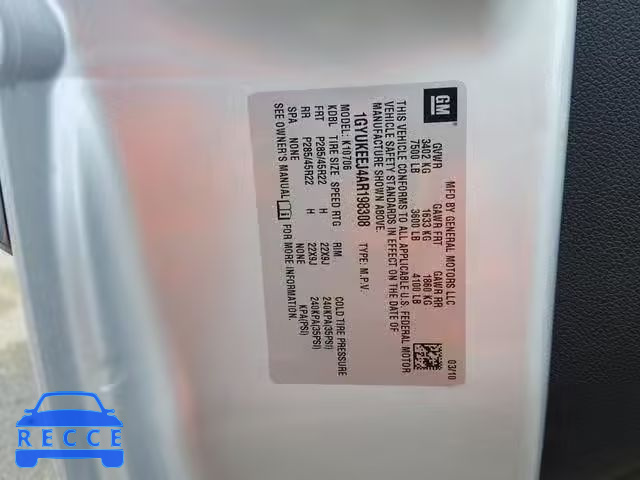 GM
MFD BY GENERAL MOTORS LLC
03/10
GVWR GAWR FRT GAWR RR
3402 KG 1633 KG 1860 KG
7500 LB 3600 LB 4100 LB
THIS VEHICLE CONFORMS TO ALL APPLICABLE U.S. FEDERAL MOTOR
VEHICLE SAFETY STANDARDS IN EFFECT ON THE DATE OF
MANUFACTURE SHOWN ABOVE.
1GYUKEEJ4AR198308 TYPE: M.P.V.
MODEL: K10706
KDBL TIRE SIZE SPEED RTG RIM COLD TIRE PRESSURE
FRT P285/45R22 H 22X9J 240KPA(35PSI)
RR P285/45R22 H 22X9J 240KPA(35PSI)
SPA NONE NONE KPA(PSI)
SEE OWNER'S MANUAL FOR MORE INFORMATION.
RECCE